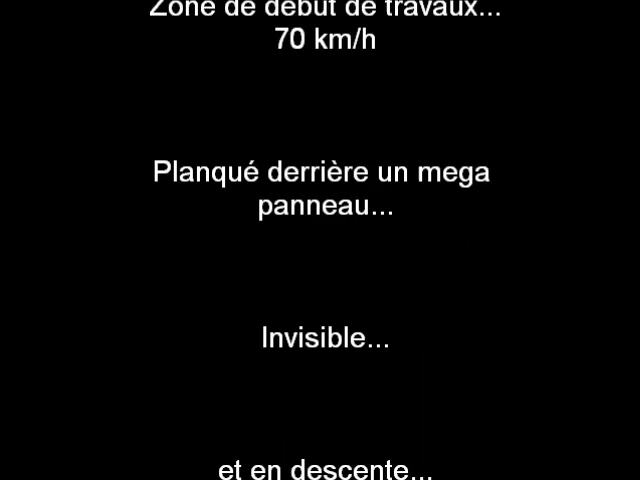 Zone de début de travaux...
70 km/h
Planqué derrière un mega
panneau...
Invisible...
et en descente...